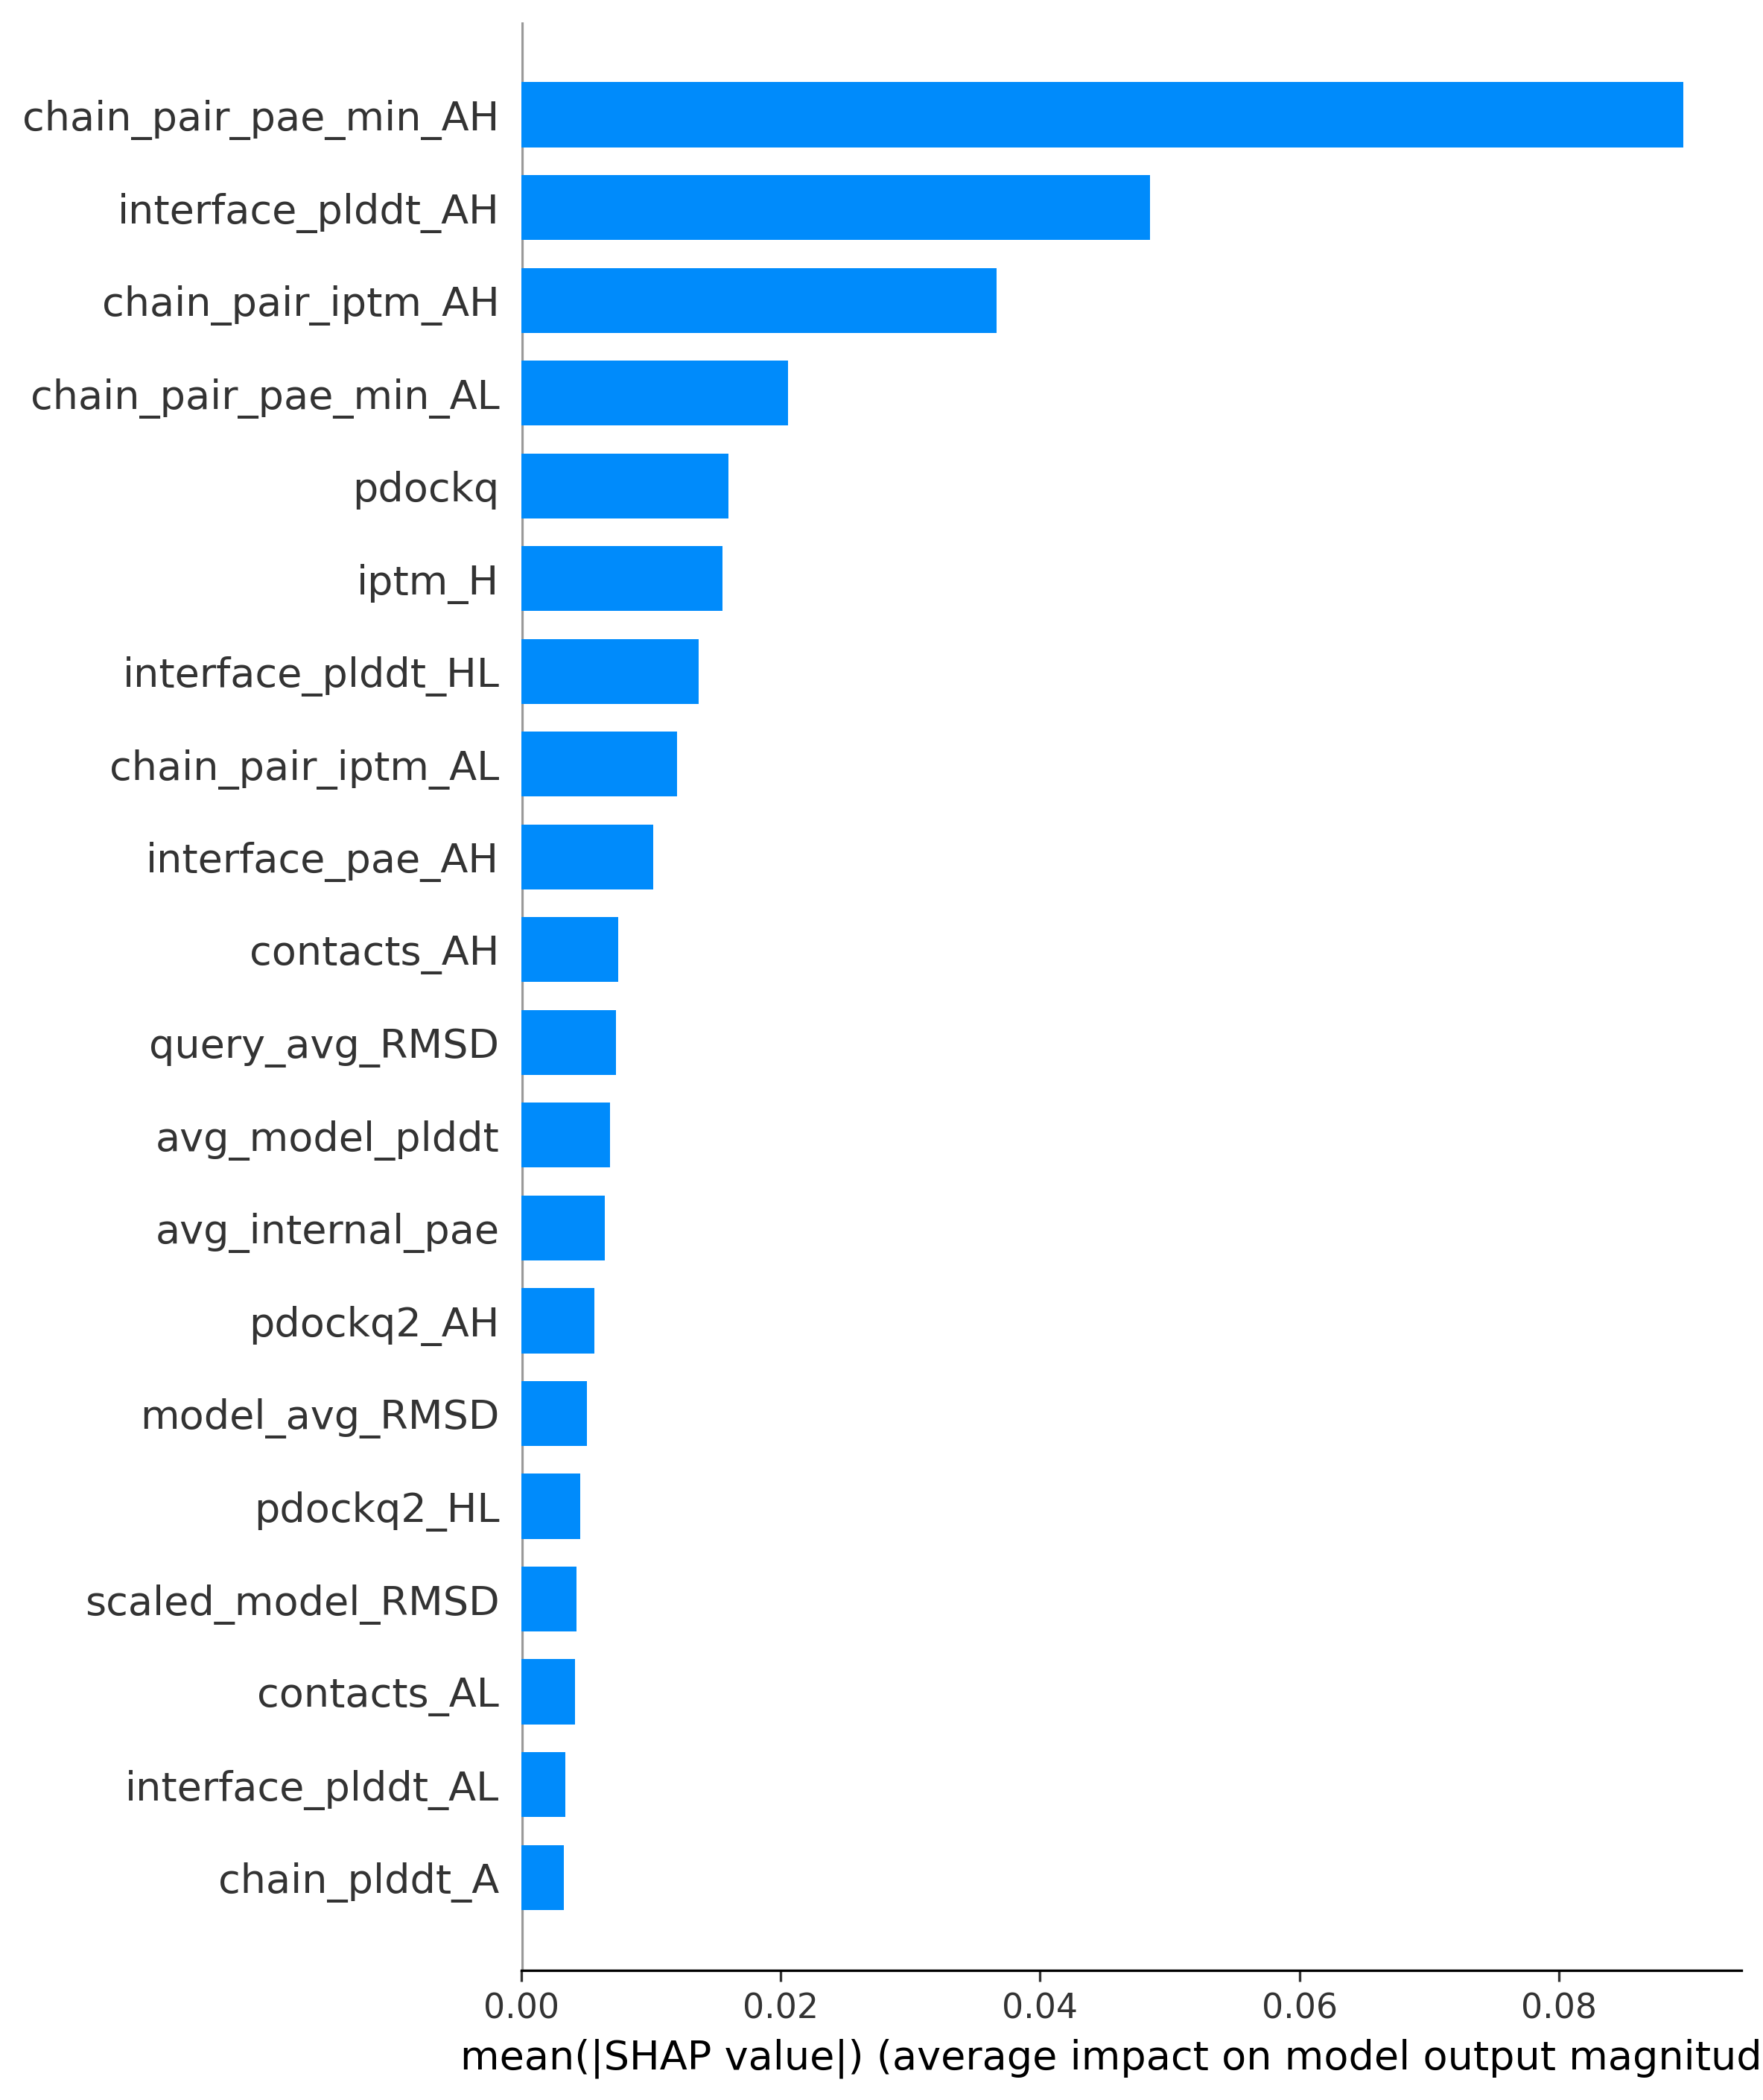 chain_pair_pae_min_AH
interface_plddt_AH
chain_pair_iptm_AH
chain_pair_pae_min_AL
pdockq
iptm_H
interface_plddt_HL
chain_pair_iptm_AL
interface_pae_AH
contacts_AH
query_avg_RMSD
avg_model_plddt
avg_internal_pae
pdockq2_AH
model_avg_RMSD
pdockq2_HL
scaled_model_RMSD
contacts_AL
interface_plddt_AL
chain_plddt_A
0.00 0.02 0.04 0.06 0.08
mean(|SHAP value|) (average impact on model output magnitud